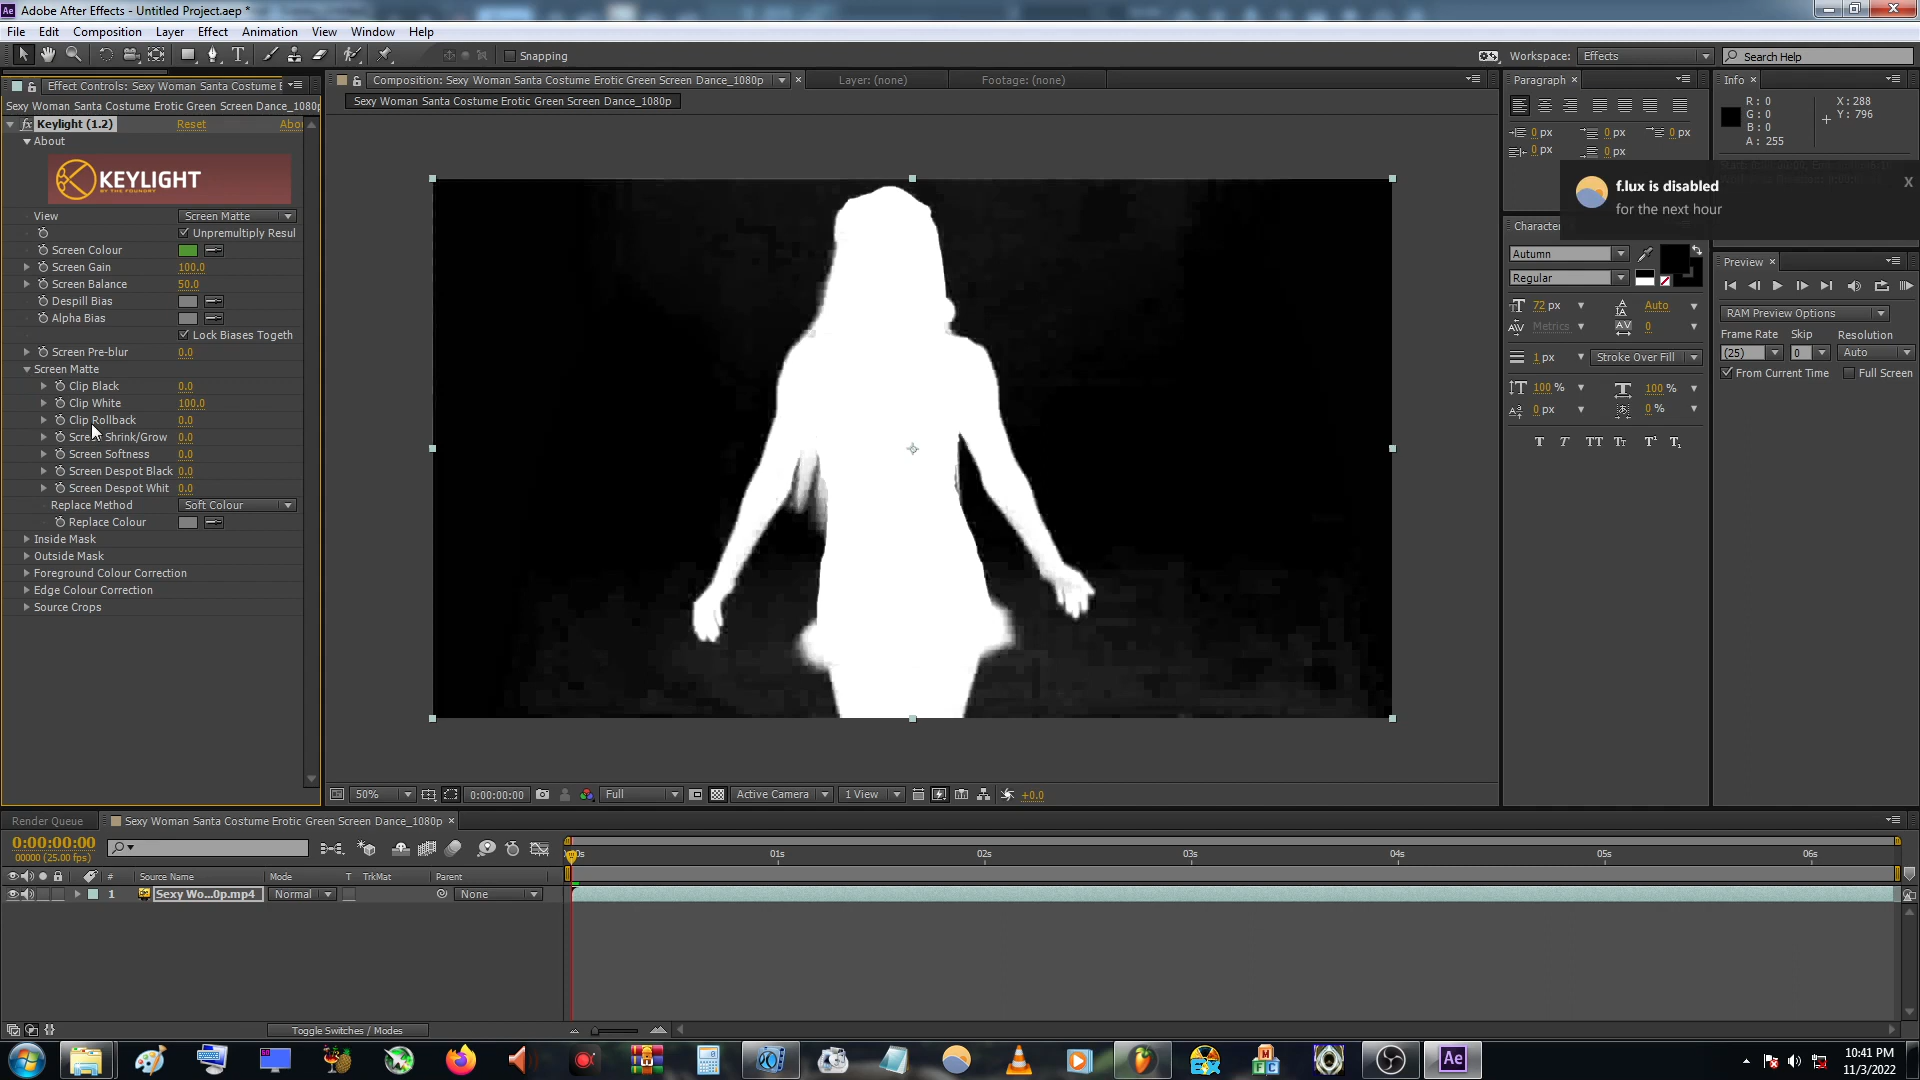 Adobe After Effects - Untitled Project.aep *
File Edit Composition Layer Effect Animation View Window Help
Snapping
Workspace: Effects
Search Help
Effect Controls: Sexy Woman Santa Costume E
Sexy Woman Santa Costume Erotic Green Screen Dance_1080p
Keylight (1.2) Reset Abou
About
KEYLIGHT
BY THE FOUNDRY
View Screen Matte
Unpremultiply Resul
Screen Colour
Screen Gain 100.0
Screen Balance 50.0
Despill Bias
Alpha Bias
Lock Biases Togeth
Screen Pre-blur 0.0
Screen Matte
Clip Black 0.0
Clip White 100.0
Clip Rollback 0.0
Screen Shrink/Grow 0.0
Screen Softness 0.0
Screen Despot Black 0.0
Screen Despot Whit 0.0
Replace Method Soft Colour
Replace Colour
Inside Mask
Outside Mask
Foreground Colour Correction
Edge Colour Correction
Source Crops
Composition: Sexy Woman Santa Costume Erotic Green Screen Dance_1080p
Layer: (none)
Footage: (none)
Sexy Woman Santa Costume Erotic Green Screen Dance_1080p
50% 0:00:00:00 Full Active Camera 1 View +0.0
Paragraph
0 px 0 px 0 px
0 px 0 px
Info
R: 0 X: 288
G: 0 Y: 796
B: 0
A: 255
f.lux is disabled X
for the next hour
Character
Autumn
Regular
72 px Auto
Metrics 0
1 px Stroke Over Fill
100 % 100 %
0 px 0 %
T T TT Tt T¹ T₁
Preview
RAM Preview Options
Frame Rate Skip Resolution
(25) 0 Auto
From Current Time Full Screen
Render Queue
Sexy Woman Santa Costume Erotic Green Screen Dance_1080p
0:00:00:00
00000 (25.00 fps)
# Source Name Mode T TrkMat Parent
1 Sexy Wo...0p.mp4 Normal None
01s 02s 03s 04s 05s 06s
Toggle Switches / Modes
Ae
10:41 PM
11/3/2022